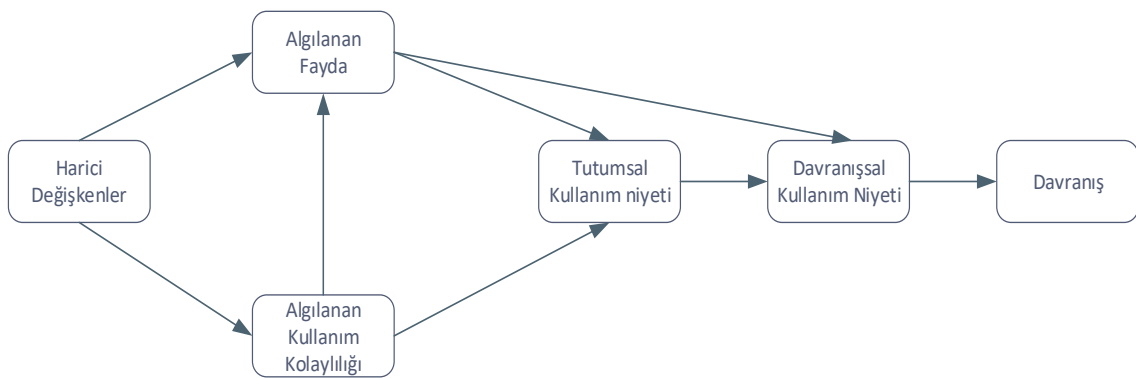 Algılanan
Fayda
Harici
Değişkenler
Tutumsal
Kullanım niyeti
Davranışsal
Kullanım Niyeti
Davranış
Algılanan
Kullanım
Kolaylılığı